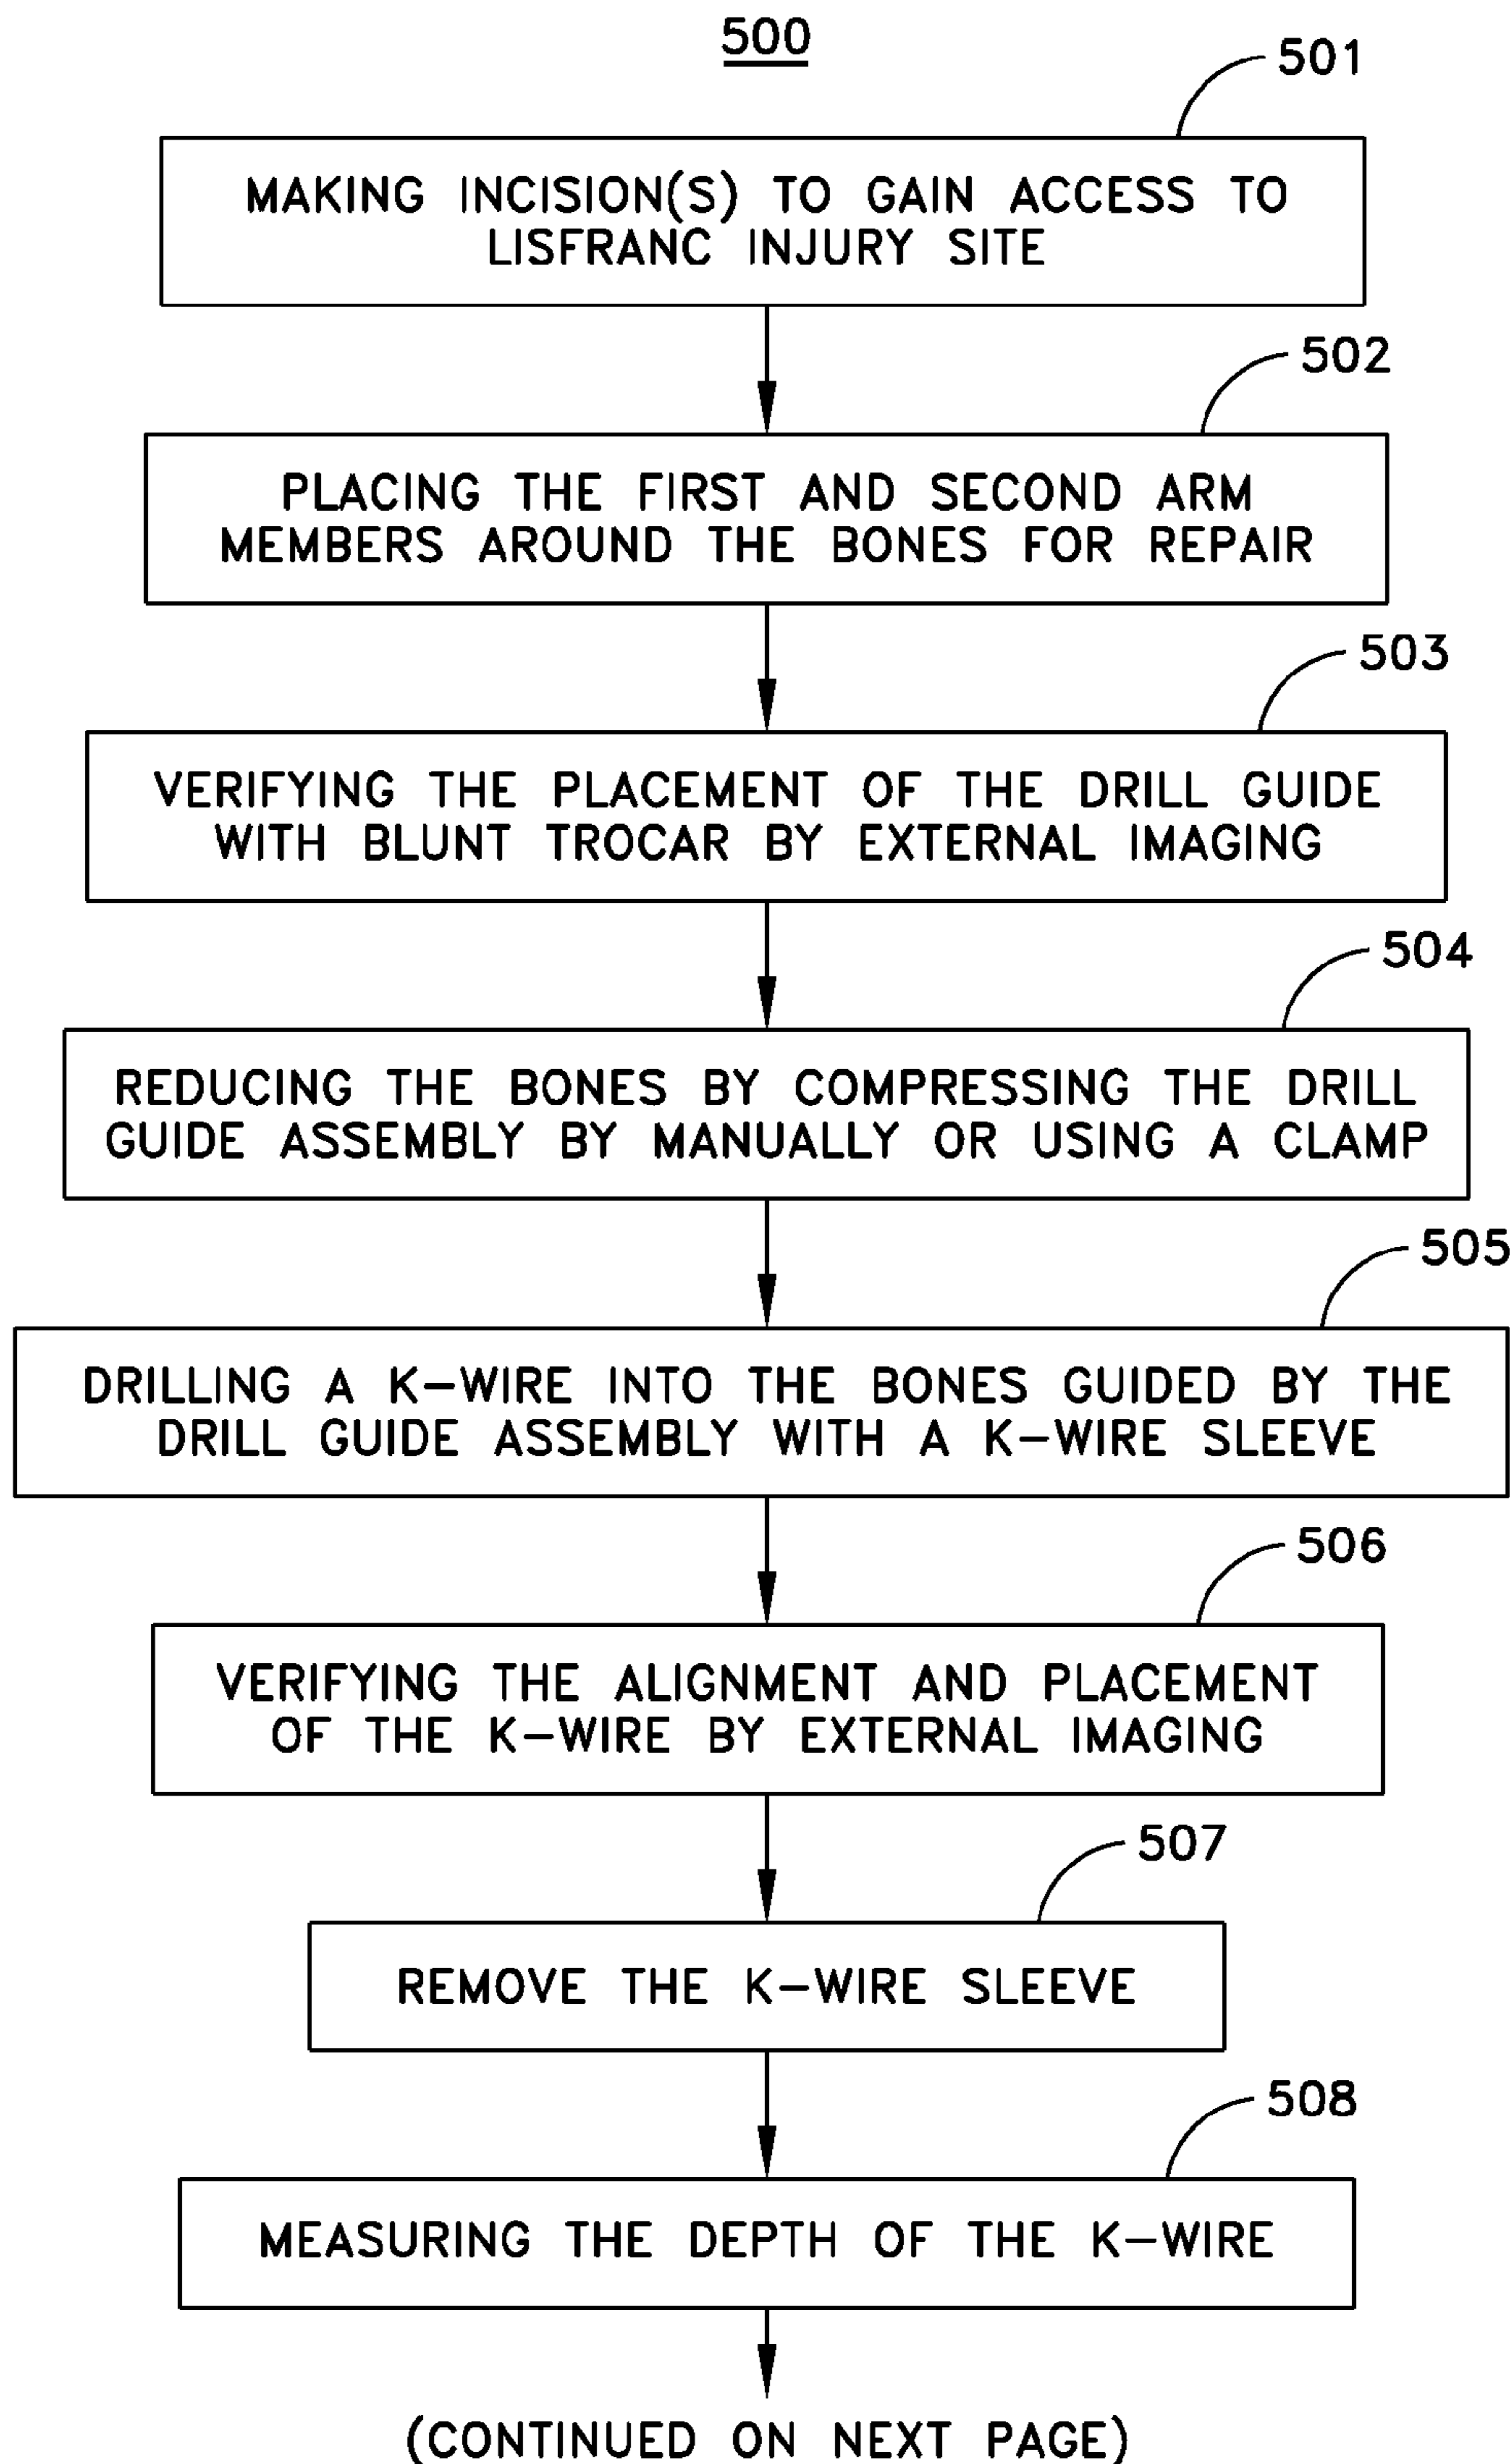 500
501
MAKING INCISION(S) TO GAIN ACCESS TO
LISFRANC INJURY SITE
502
PLACING THE FIRST AND SECOND ARM
MEMBERS AROUND THE BONES FOR REPAIR
503
VERIFYING THE PLACEMENT OF THE DRILL GUIDE
WITH BLUNT TROCAR BY EXTERNAL IMAGING
504
REDUCING THE BONES BY COMPRESSING THE DRILL
GUIDE ASSEMBLY BY MANUALLY OR USING A CLAMP
505
DRILLING A K-WIRE INTO THE BONES GUIDED BY THE
DRILL GUIDE ASSEMBLY WITH A K-WIRE SLEEVE
506
VERIFYING THE ALIGNMENT AND PLACEMENT
OF THE K-WIRE BY EXTERNAL IMAGING
507
REMOVE THE K-WIRE SLEEVE
508
MEASURING THE DEPTH OF THE K-WIRE
(CONTINUED ON NEXT PAGE)